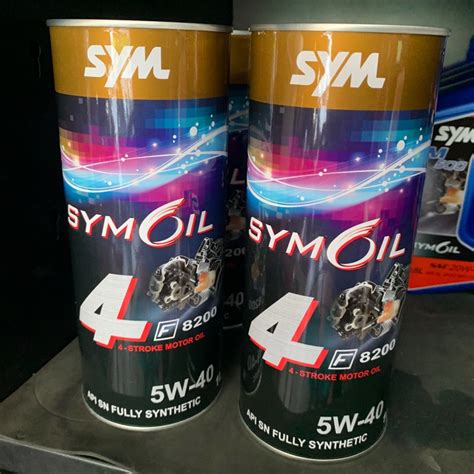 SYM
SYMOIL
4
F 8200
4-STROKE MOTOR OIL
5W-40
API SN FULLY SYNTHETIC
SYM
SYMOIL
4
F 8200
4-STROKE MOTOR OIL
5W-40
API SN FULLY SYNTHETIC
SYM
SYMOIL